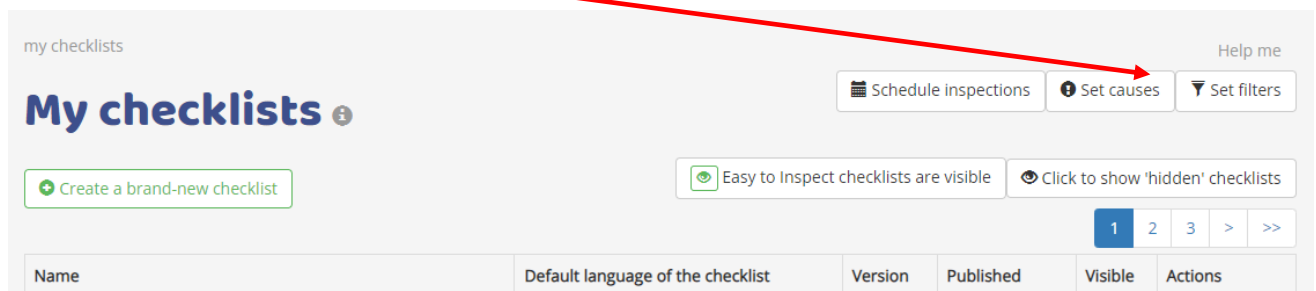 my checklists
Help me
My checklists
Schedule inspections
Set causes
Set filters
Create a brand-new checklist
Easy to Inspect checklists are visible
Click to show 'hidden' checklists
1 2 3 > >>
Name Default language of the checklist Version Published Visible Actions